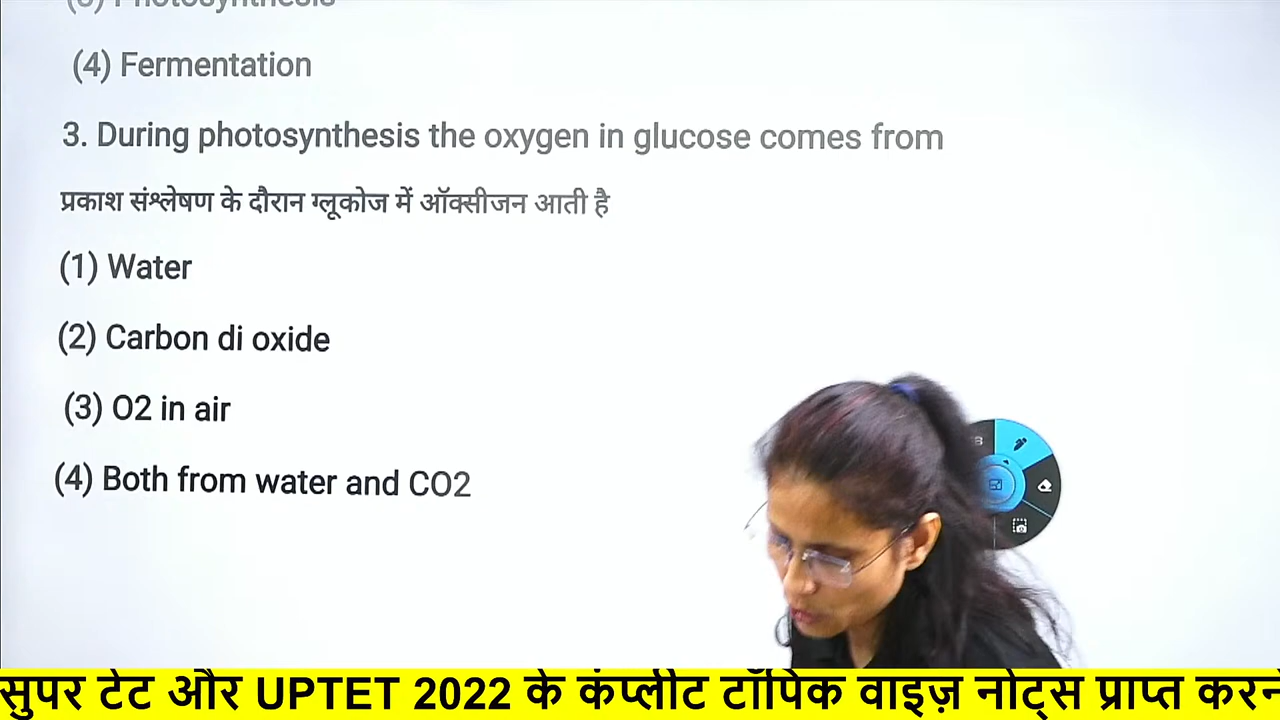 (3) Photosynthesis
(4) Fermentation
3. During photosynthesis the oxygen in glucose comes from
प्रकाश संश्लेषण के दौरान ग्लूकोज में ऑक्सीजन आती है
(1) Water
(2) Carbon di oxide
(3) O2 in air
(4) Both from water and CO2
सुपर टेट और UPTET 2022 के कंप्लीट टॉपिक वाइज़ नोट्स प्राप्त करन